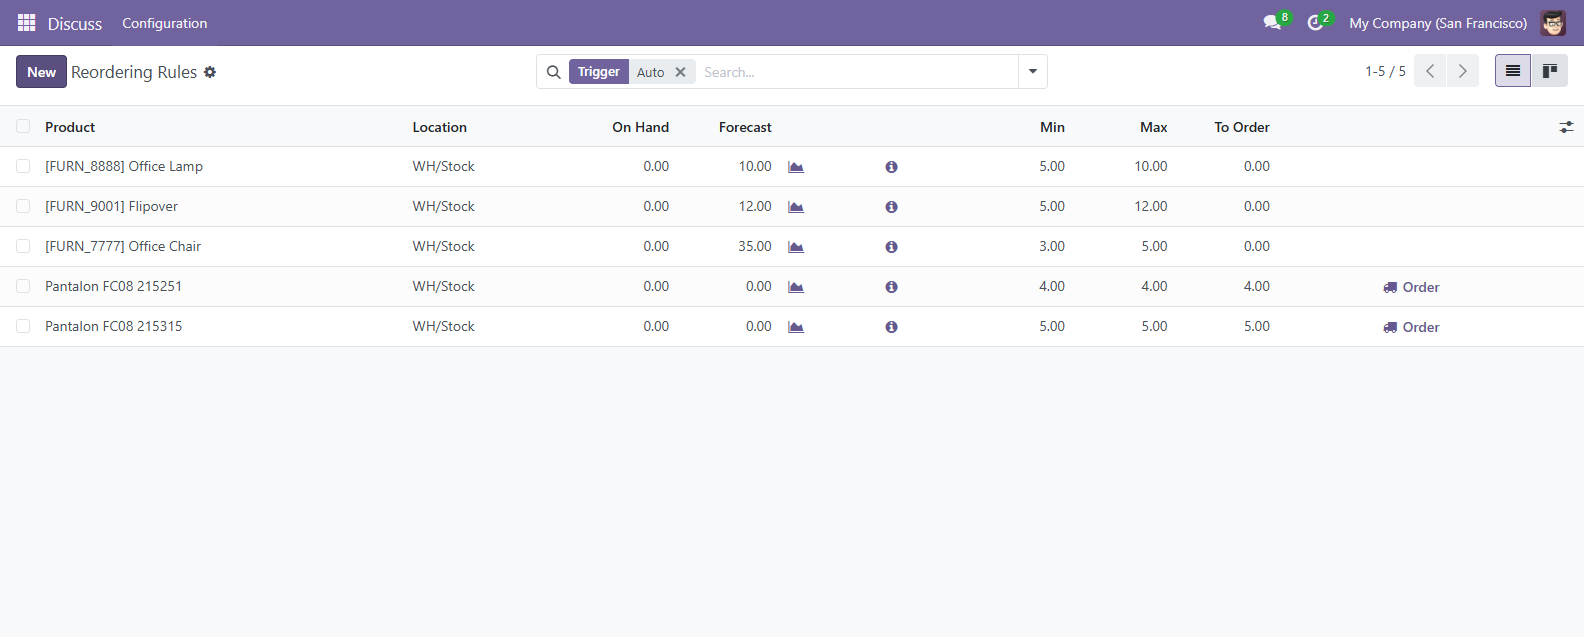 Discuss Configuration 8 2 My Company (San Francisco)
New Reordering Rules Trigger Auto Search... 1-5 / 5
Product Location On Hand Forecast Min Max To Order
[FURN_8888] Office Lamp WH/Stock 0.00 10.00 5.00 10.00 0.00
[FURN_9001] Flipover WH/Stock 0.00 12.00 5.00 12.00 0.00
[FURN_7777] Office Chair WH/Stock 0.00 35.00 3.00 5.00 0.00
Pantalon FC08 215251 WH/Stock 0.00 0.00 4.00 4.00 4.00 Order
Pantalon FC08 215315 WH/Stock 0.00 0.00 5.00 5.00 5.00 Order